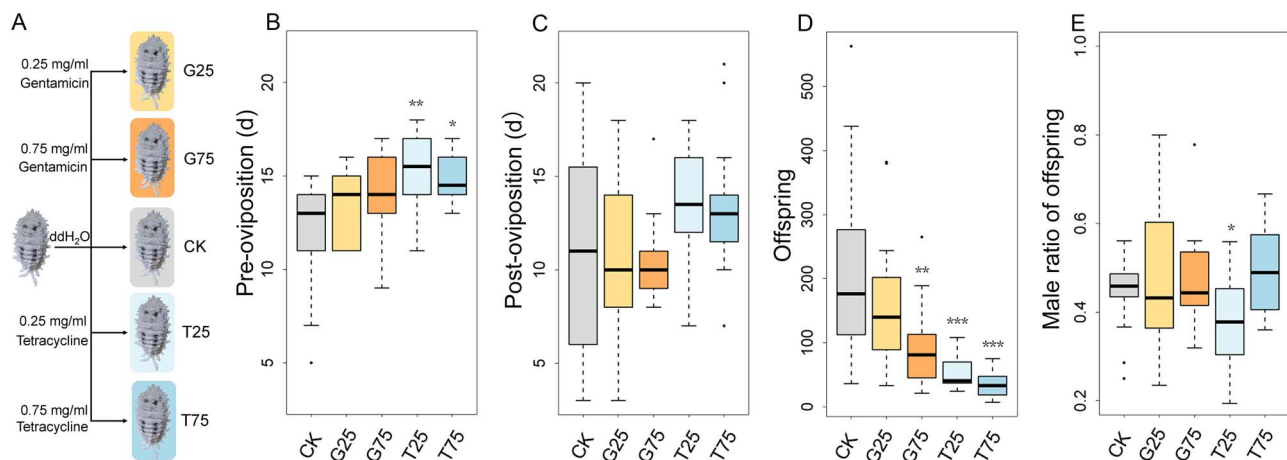 A
0.25 mg/ml
Gentamicin
G25
0.75 mg/ml
Gentamicin
G75
ddH₂O
CK
0.25 mg/ml
Tetracycline
T25
0.75 mg/ml
Tetracycline
T75
B
Pre-oviposition (d)
20
15
10
5
**
*
CK
G25
G75
T25
T75
C
Post-oviposition (d)
20
15
10
5
CK
G25
G75
T25
T75
D
Offspring
500
400
300
200
100
0
**
***
***
CK
G25
G75
T25
T75
E
Male ratio of offspring
1.0
0.8
0.6
0.4
0.2
*
CK
G25
G75
T25
T75